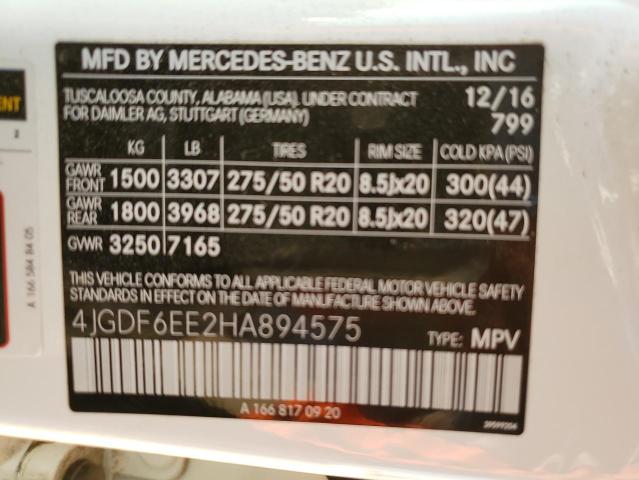 MFD BY MERCEDES-BENZ U.S. INTL., INC
TUSCALOOSA COUNTY, ALABAMA (USA), UNDER CONTRACT 12/16
FOR DAIMLER AG, STUTTGART (GERMANY) 799
KG LB TIRES RIM SIZE COLD KPA (PSI)
GAWR FRONT 1500 3307 275/50 R20 8.5Jx20 300(44)
GAWR REAR 1800 3968 275/50 R20 8.5Jx20 320(47)
GVWR 3250 7165
THIS VEHICLE CONFORMS TO ALL APPLICABLE FEDERAL MOTOR VEHICLE SAFETY
STANDARDS IN EFFECT ON THE DATE OF MANUFACTURE SHOWN ABOVE.
4JGDF6EE2HA894575 TYPE: MPV
A 166 817 09 20
A 166 584 84 05